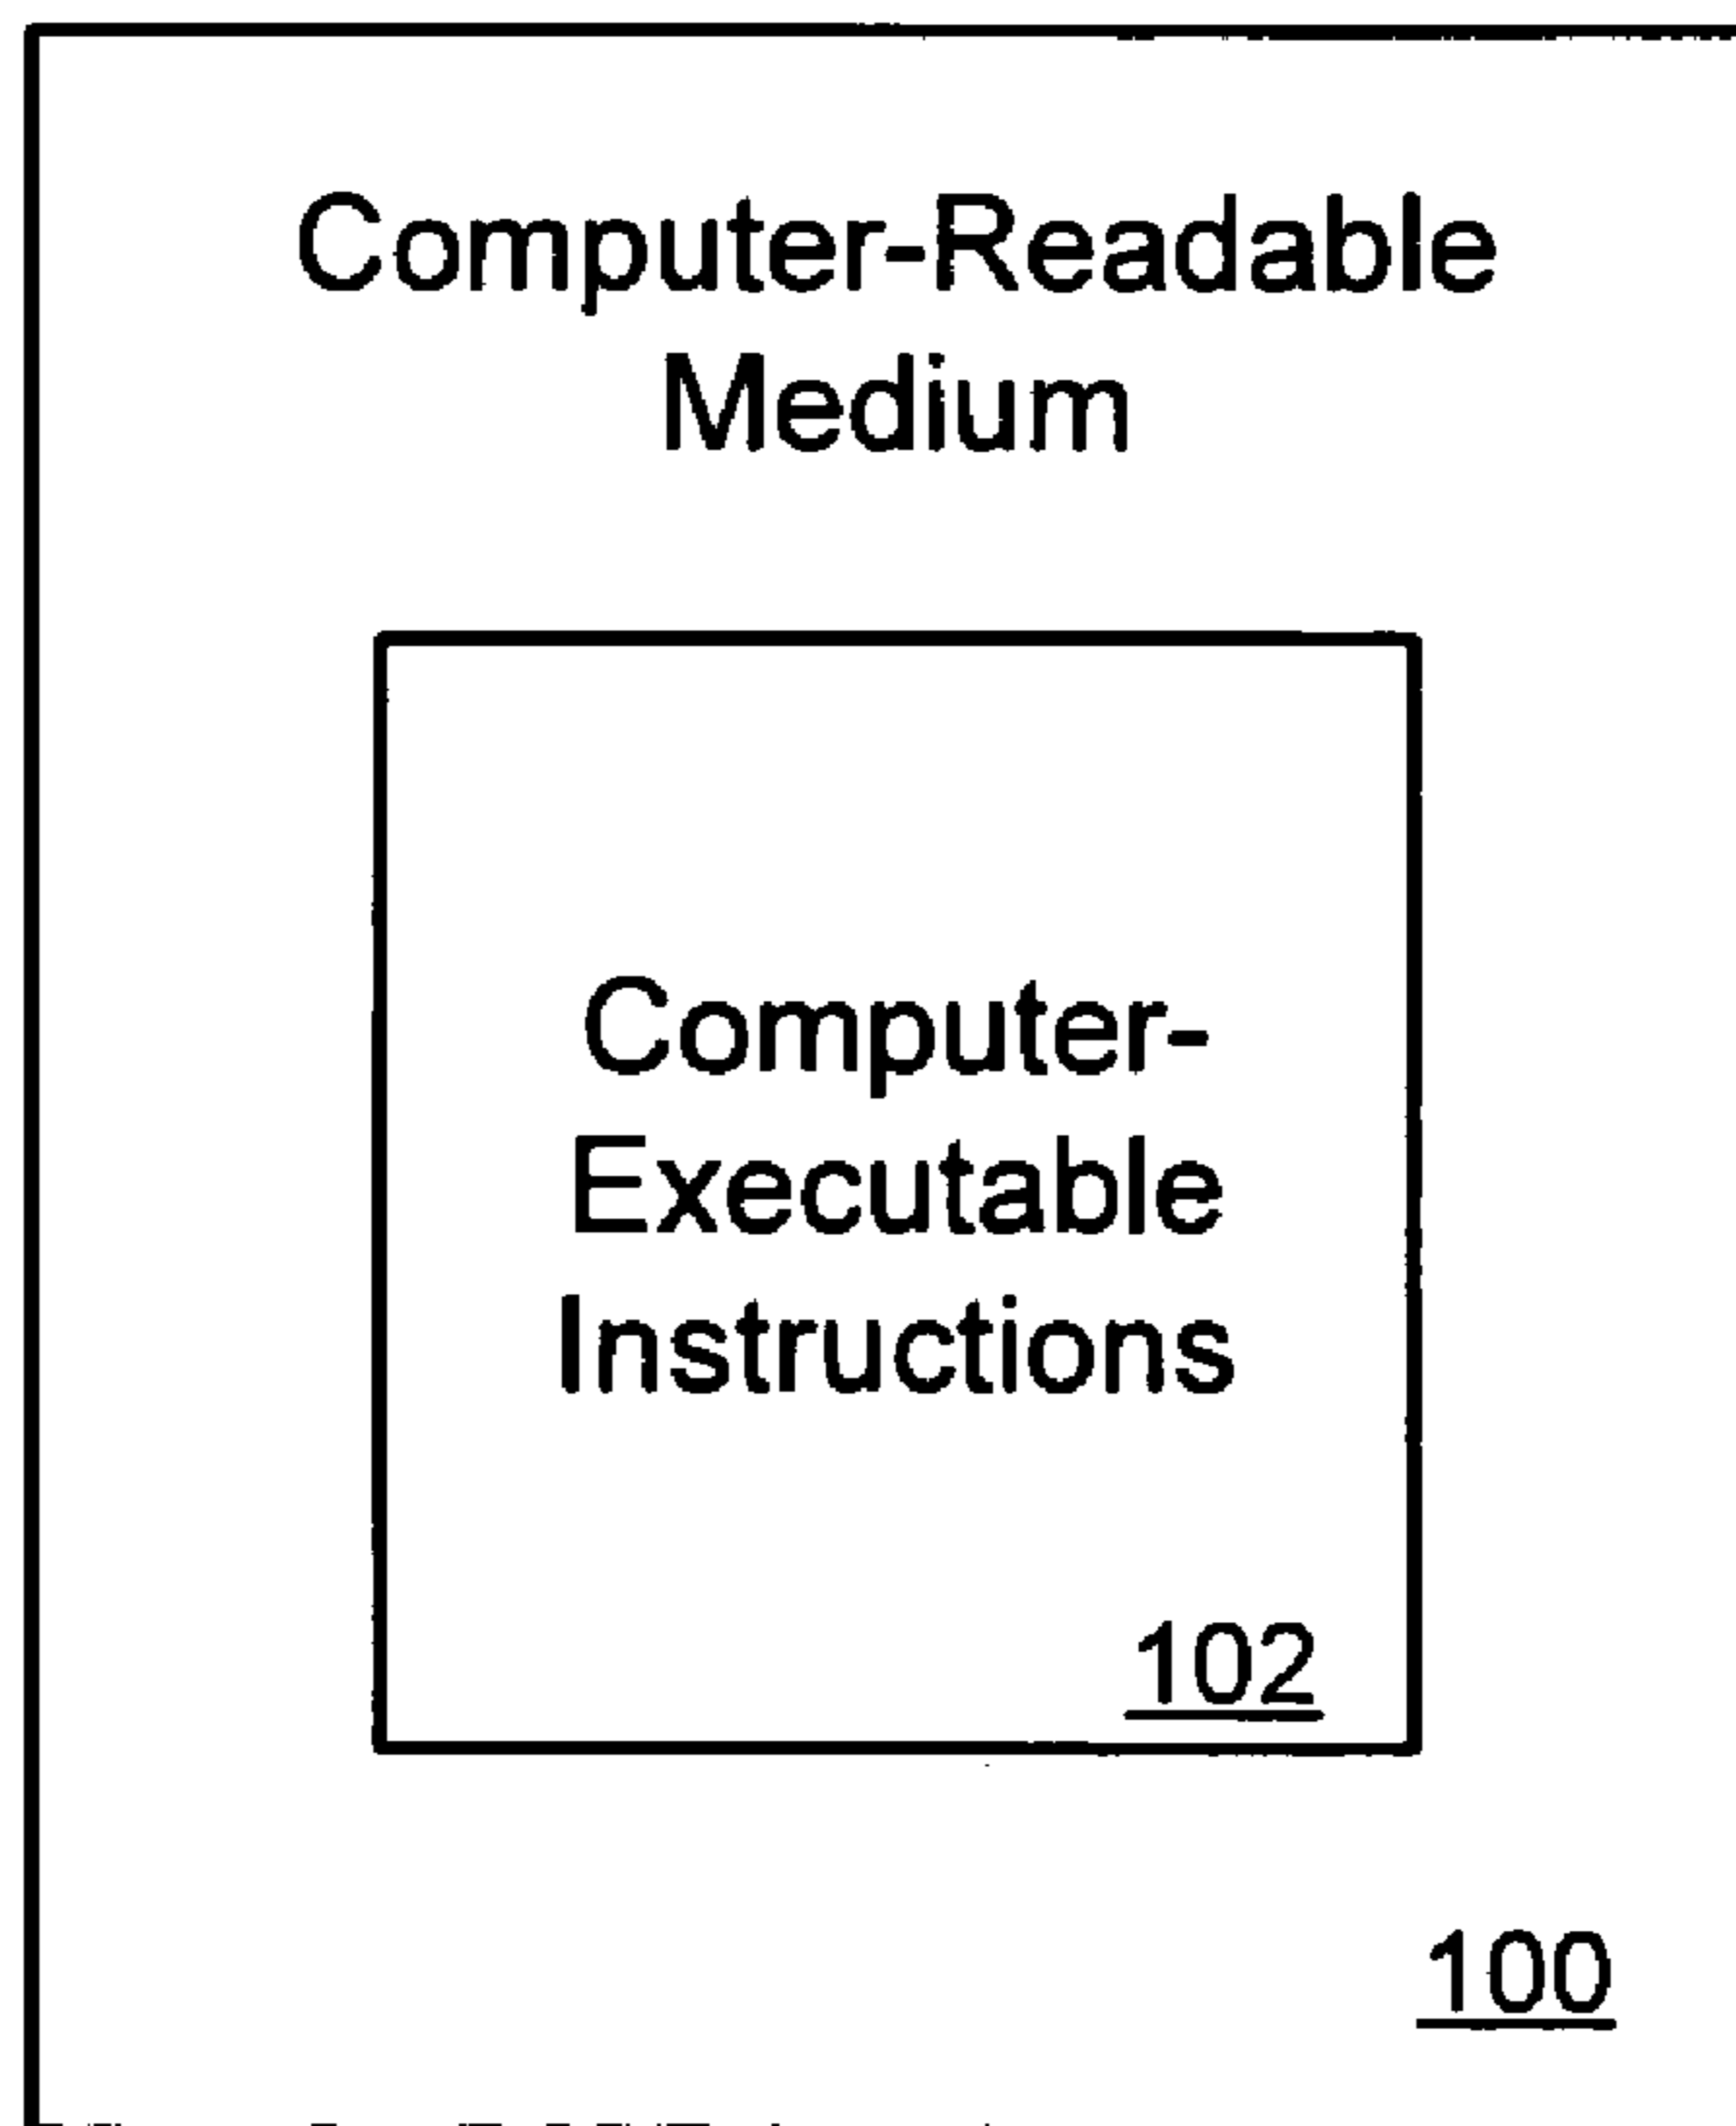 Computer-Readable
Medium
Computer-
Executable
Instructions
102
100